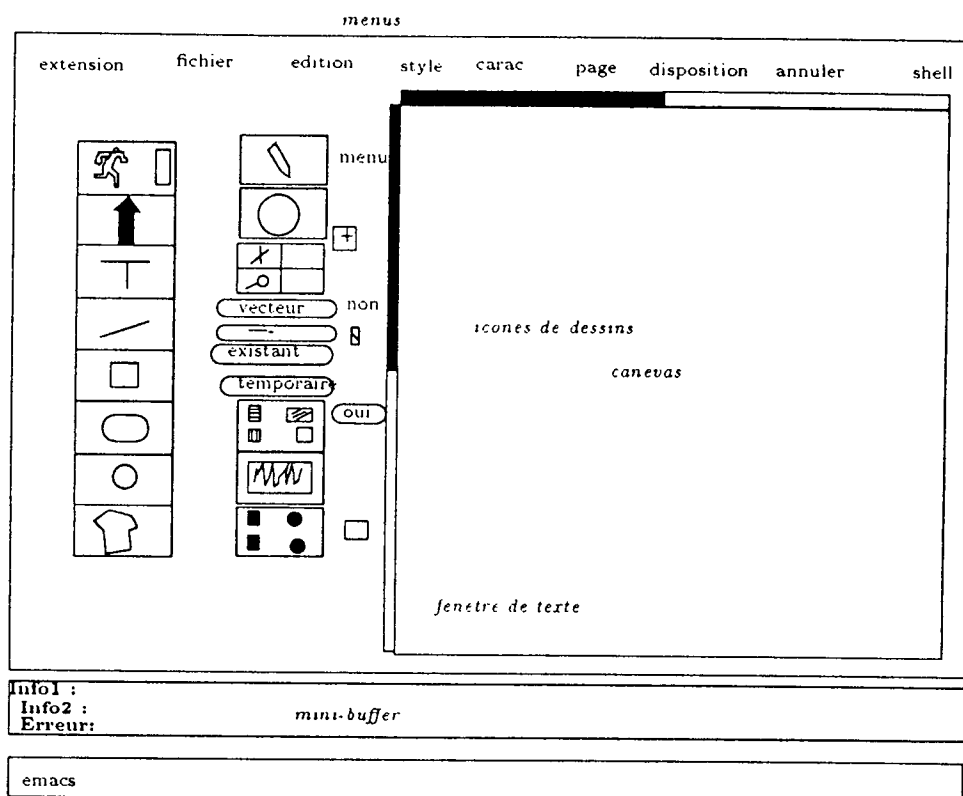 menus
extension fichier edition style carac page disposition annuler shell
menu
vecteur non
existant
temporaire
oui
icones de dessins
canevas
fenetre de texte
Info1 :
Info2 :
Erreur:
mini-buffer
emacs